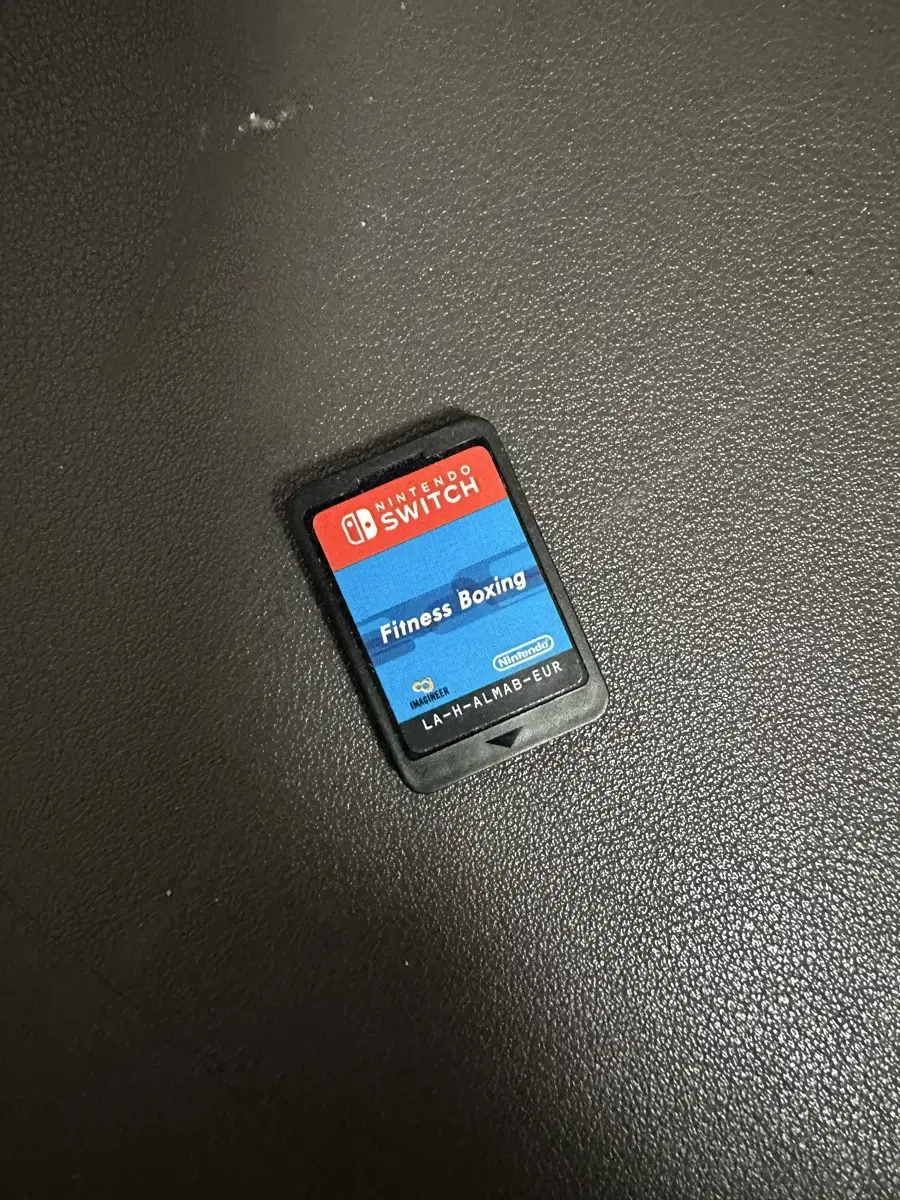 NINTENDO
SWITCH
Fitness Boxing
Nintendo
IMAGINEER
LA-H-ALMAB-EUR